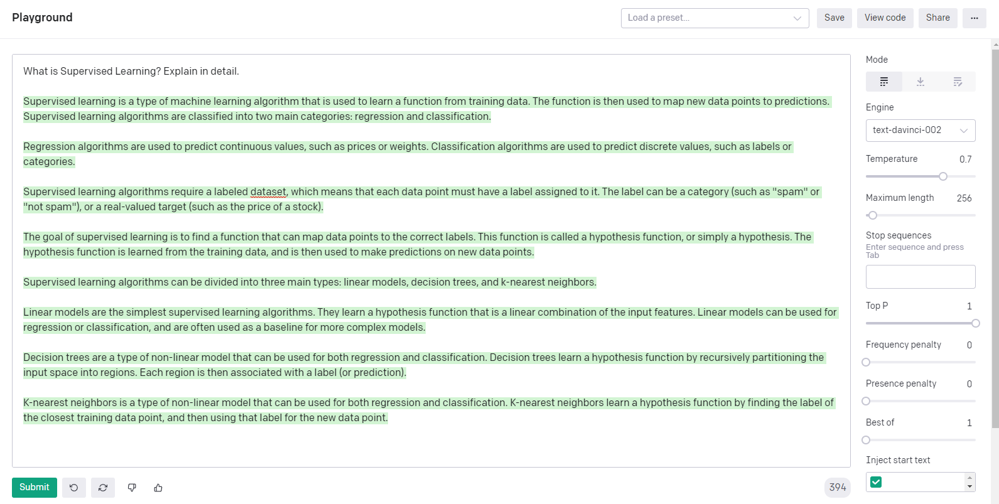 Playground
Load a preset...
Save
View code
Share
...
What is Supervised Learning? Explain in detail.
Supervised learning is a type of machine learning algorithm that is used to learn a function from training data. The function is then used to map new data points to predictions.
Supervised learning algorithms are classified into two main categories: regression and classification.
Regression algorithms are used to predict continuous values, such as prices or weights. Classification algorithms are used to predict discrete values, such as labels or
categories.
Supervised learning algorithms require a labeled dataset, which means that each data point must have a label assigned to it. The label can be a category (such as "spam" or
"not spam"), or a real-valued target (such as the price of a stock).
The goal of supervised learning is to find a function that can map data points to the correct labels. This function is called a hypothesis function, or simply a hypothesis. The
hypothesis function is learned from the training data, and is then used to make predictions on new data points.
Supervised learning algorithms can be divided into three main types: linear models, decision trees, and k-nearest neighbors.
Linear models are the simplest supervised learning algorithms. They learn a hypothesis function that is a linear combination of the input features. Linear models can be used for
regression or classification, and are often used as a baseline for more complex models.
Decision trees are a type of non-linear model that can be used for both regression and classification. Decision trees learn a hypothesis function by recursively partitioning the
input space into regions. Each region is then associated with a label (or prediction).
K-nearest neighbors is a type of non-linear model that can be used for both regression and classification. K-nearest neighbors learn a hypothesis function by finding the label of
the closest training data point, and then using that label for the new data point.
Submit
394
Mode
Engine
text-davinci-002
Temperature 0.7
Maximum length 256
Stop sequences
Enter sequence and press
Tab
Top P 1
Frequency penalty 0
Presence penalty 0
Best of 1
Inject start text